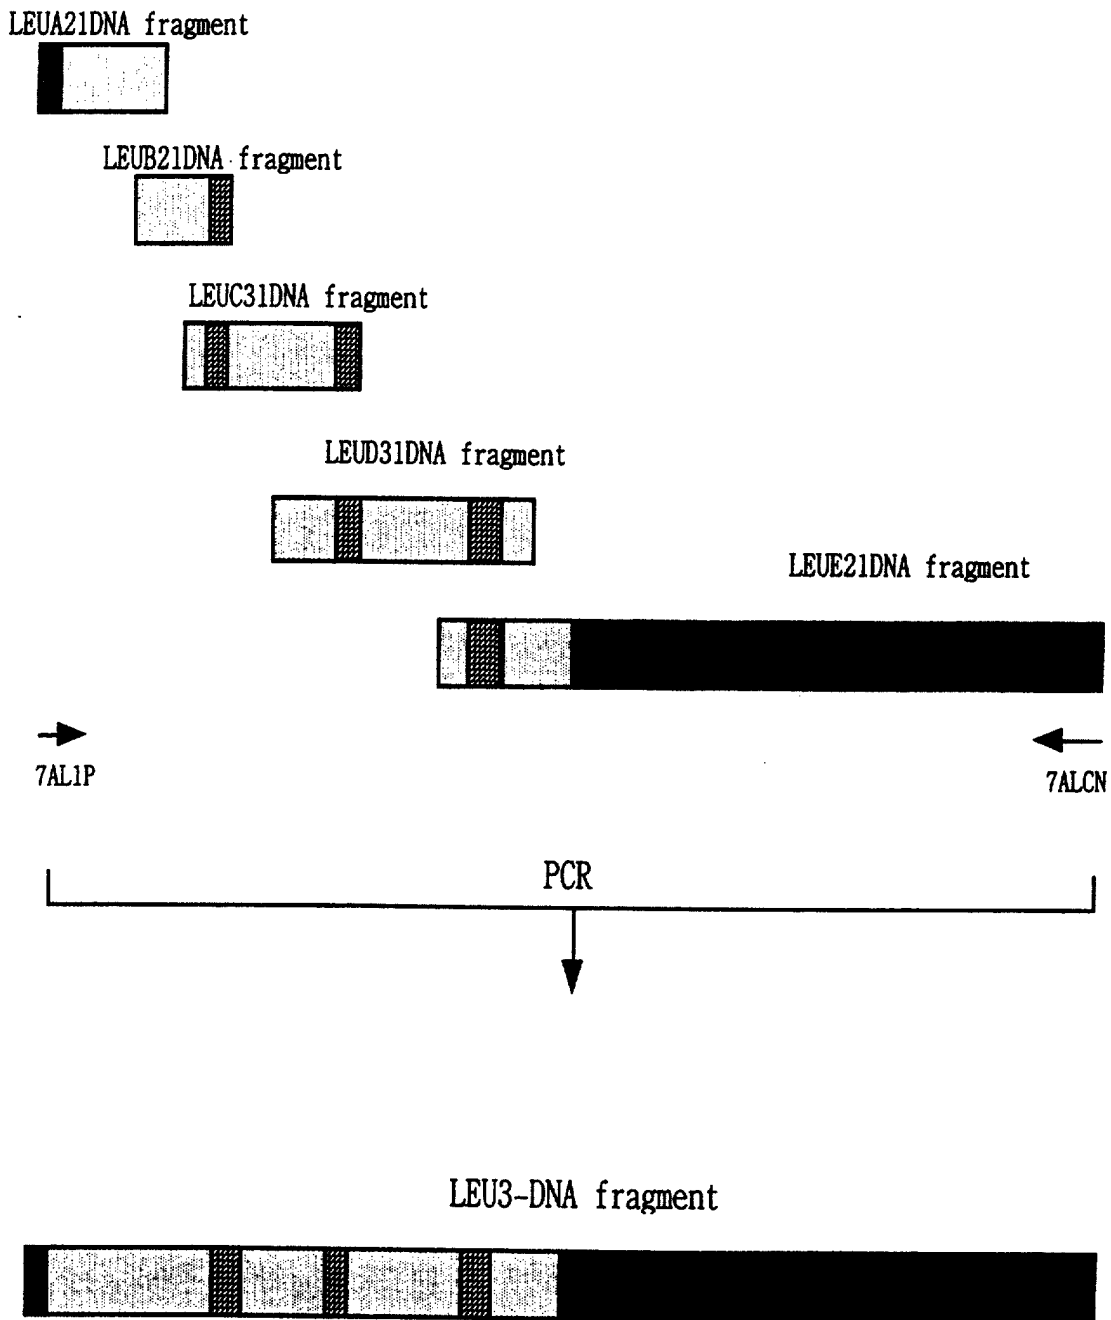 LEUA21DNA fragment
LEUB21DNA fragment
LEUC31DNA fragment
LEUD31DNA fragment
LEUE21DNA fragment
7AL1P
7ALCN
PCR
LEU3-DNA fragment